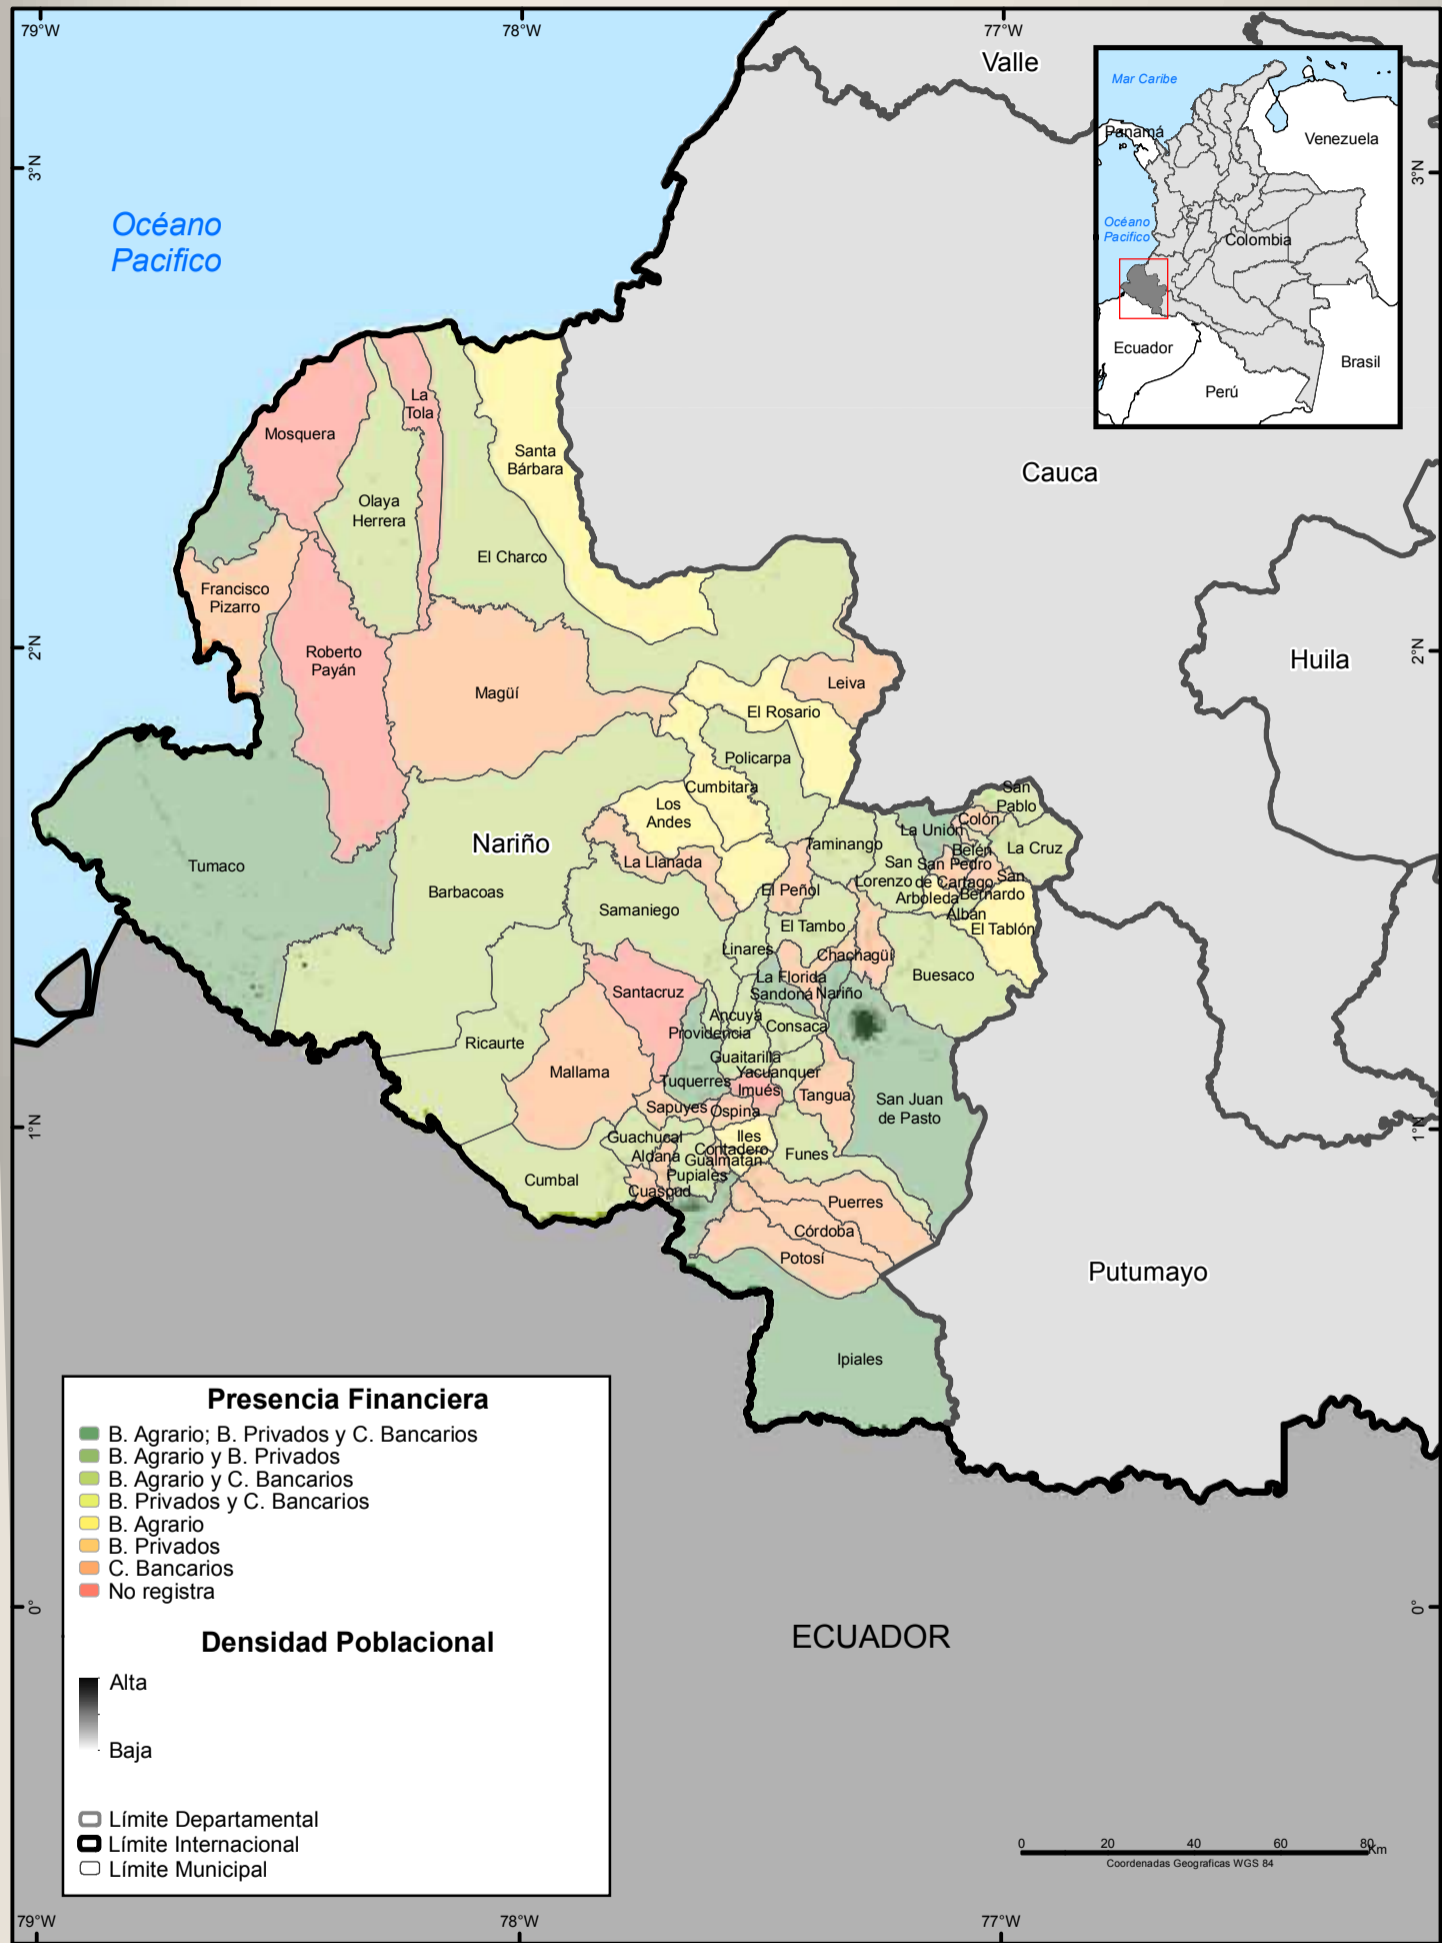 79°W
78°W
77°W
Valle
Mar Caribe
Panamá
Venezuela
3°N
3°N
Océano
Pacifico
Océano
Pacifico
Colombia
Ecuador
Brasil
Perú
La
Tola
Mosquera
Santa
Bárbara
Cauca
Olaya
Herrera
El Charco
Francisco
Pizarro
2°N
2°N
Roberto
Payán
Huila
Leiva
Magüí
El Rosario
Policarpa
Cumbitara
San
Pablo
Los
Andes
Colón
La Unión
Nariño
Taminango
Belén
La Cruz
La Llanada
San
Lorenzo
San Pedro
de Cartago
Tumaco
San
Bernardo
Barbacoas
El Peñol
Arboleda
Albán
Samaniego
El Tambo
El Tablón
Linares
Chachagüí
La Florida
Buesaco
Santacruz
Sandoná
Nariño
Ancuyá
Consaca
Providencia
Ricaurte
Guaitarilla
Mallama
Yacuanquer
Tuquerres
Imués
Tangua
San Juan
de Pasto
Sapuyes
Ospina
1°N
1°N
Guachucal
Iles
Contadero
Aldana
Gualmatán
Funes
Cumbal
Pupiales
Cuaspud
Puerres
Córdoba
Potosí
Putumayo
Ipiales
Presencia Financiera
B. Agrario; B. Privados y C. Bancarios
B. Agrario y B. Privados
B. Agrario y C. Bancarios
B. Privados y C. Bancarios
B. Agrario
B. Privados
C. Bancarios
No registra
0°
0°
Densidad Poblacional
ECUADOR
Alta
Baja
Límite Departamental
Límite Internacional
Límite Municipal
0 20 40 60 80 Km
Coordenadas Geograficas WGS 84
79°W
78°W
77°W